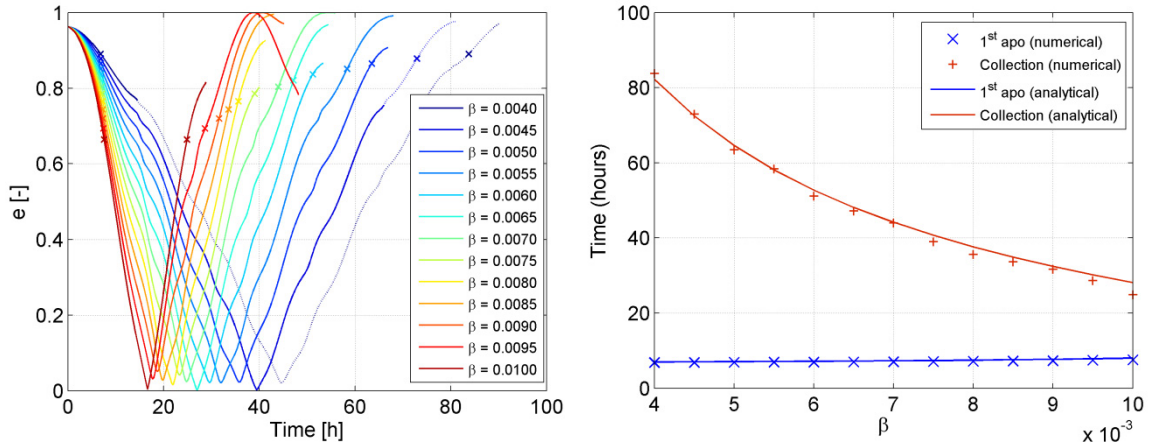 1
0.8
0.6
0.4
0.2
0
e [-]
0 20 40 60 80 100
Time [h]
β = 0.0040
β = 0.0045
β = 0.0050
β = 0.0055
β = 0.0060
β = 0.0065
β = 0.0070
β = 0.0075
β = 0.0080
β = 0.0085
β = 0.0090
β = 0.0095
β = 0.0100
100
80
60
40
20
0
Time (hours)
1st apo (numerical)
Collection (numerical)
1st apo (analytical)
Collection (analytical)
4 5 6 7 8 9 10
β
x 10-3